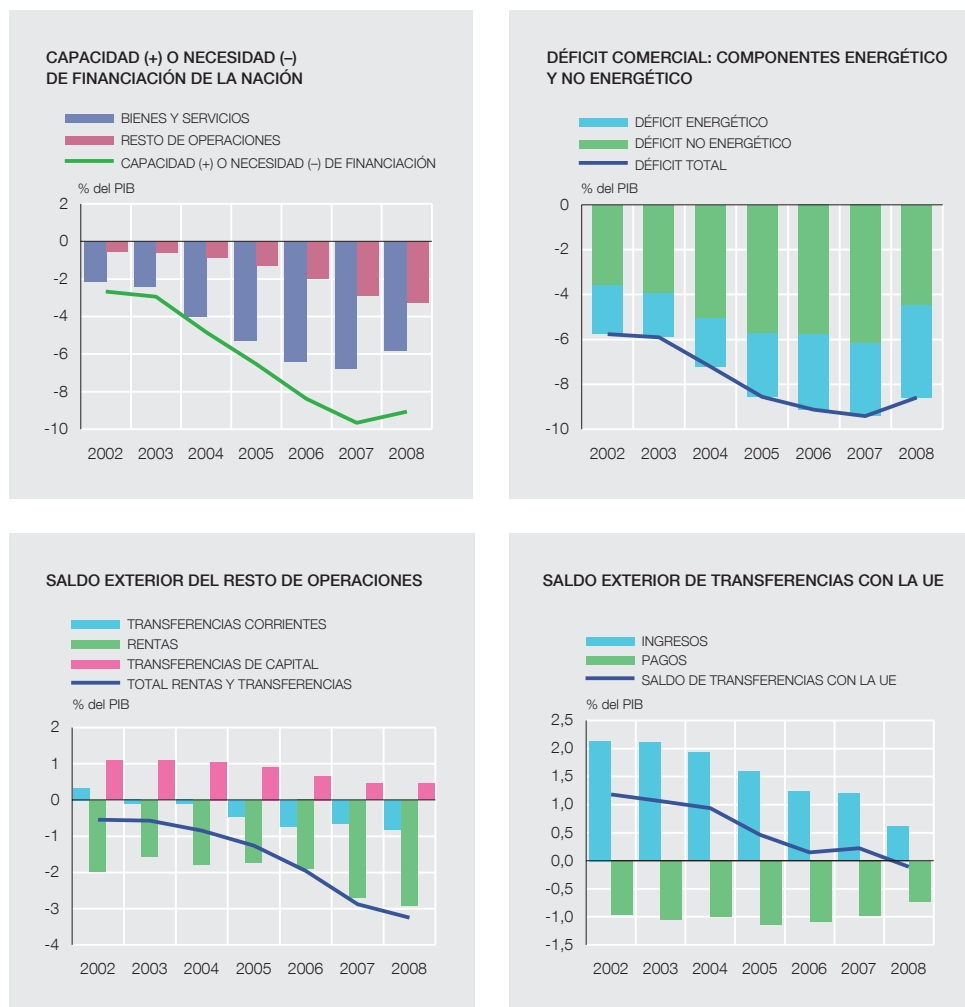 CAPACIDAD (+) O NECESIDAD (–)
DE FINANCIACIÓN DE LA NACIÓN
BIENES Y SERVICIOS
RESTO DE OPERACIONES
CAPACIDAD (+) O NECESIDAD (–) DE FINANCIACIÓN
% del PIB
2
0
-2
-4
-6
-8
-10
2002 2003 2004 2005 2006 2007 2008
DÉFICIT COMERCIAL: COMPONENTES ENERGÉTICO
Y NO ENERGÉTICO
DÉFICIT ENERGÉTICO
DÉFICIT NO ENERGÉTICO
DÉFICIT TOTAL
% del PIB
0
-2
-4
-6
-8
-10
2002 2003 2004 2005 2006 2007 2008
SALDO EXTERIOR DEL RESTO DE OPERACIONES
TRANSFERENCIAS CORRIENTES
RENTAS
TRANSFERENCIAS DE CAPITAL
TOTAL RENTAS Y TRANSFERENCIAS
% del PIB
2
1
0
-1
-2
-3
-4
2002 2003 2004 2005 2006 2007 2008
SALDO EXTERIOR DE TRANSFERENCIAS CON LA UE
INGRESOS
PAGOS
SALDO DE TRANSFERENCIAS CON LA UE
% del PIB
2,5
2,0
1,5
1,0
0,5
0,0
-0,5
-1,0
-1,5
2002 2003 2004 2005 2006 2007 2008